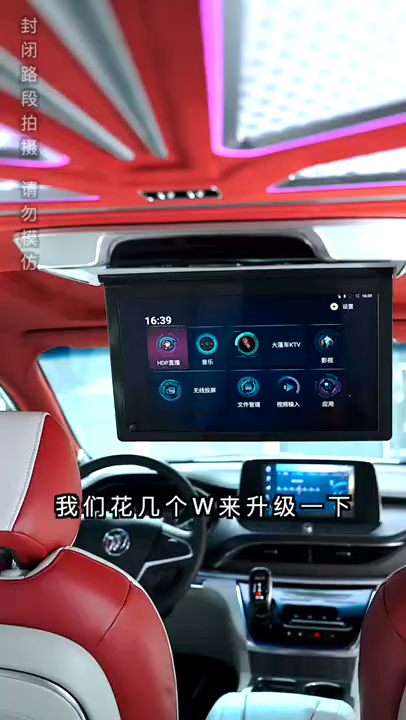 封闭路段拍摄 请勿模仿
16:39
设置
16:39
HDP直播
音乐
大蓬车KTV
影视
无线投屏
文件管理
视频输入
应用
我们花几个W来升级一下